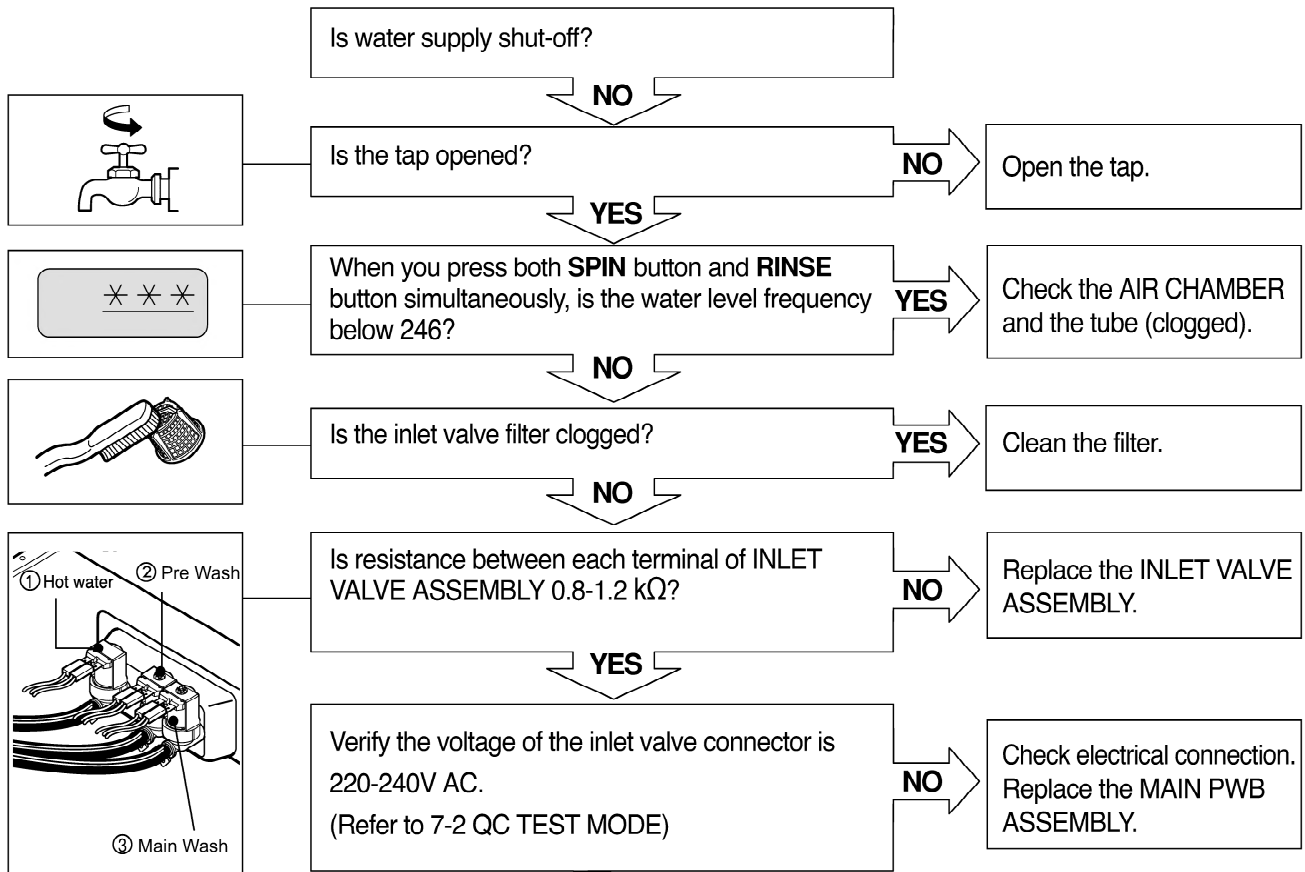 Is water supply shut-off?
NO
Is the tap opened?
NO
Open the tap.
YES
When you press both SPIN button and RINSE
button simultaneously, is the water level frequency
below 246?
YES
Check the AIR CHAMBER
and the tube (clogged).
NO
Is the inlet valve filter clogged?
YES
Clean the filter.
NO
① Hot water
② Pre Wash
③ Main Wash
Is resistance between each terminal of INLET
VALVE ASSEMBLY 0.8-1.2 kΩ?
NO
Replace the INLET VALVE
ASSEMBLY.
YES
Verify the voltage of the inlet valve connector is
220-240V AC.
(Refer to 7-2 QC TEST MODE)
NO
Check electrical connection.
Replace the MAIN PWB
ASSEMBLY.